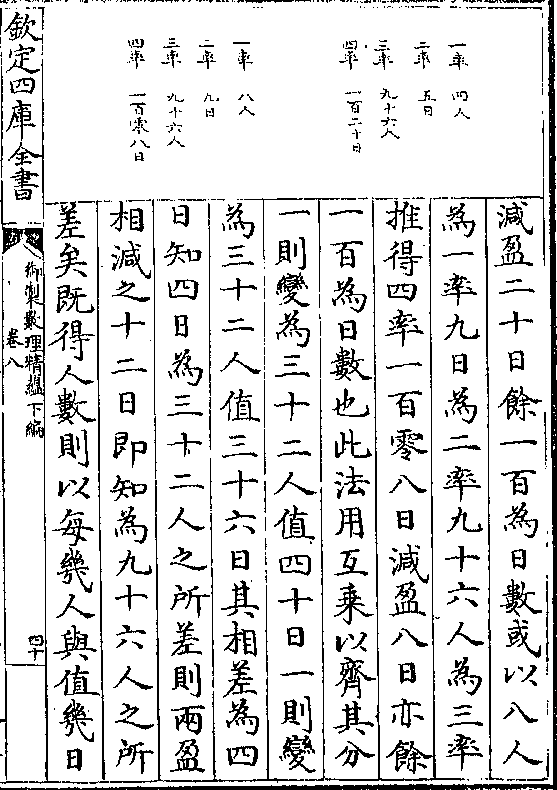 一率　四人
二率　五日
三率　九十六人
四率　一百二十日
一率　八人
二率　九日
三率　九十六人
四率　一百零八日
減盈二十日餘一百為日數或以八人
為一率九日為二率九十六人為三率
推得四率一百零八日減盈八日亦餘
一百為日數也此法用互乘以齊其分
一則變為三十二人值四十日一則變
為三十二人值三十六日其相差為四
日知四日為三十二人之所差則兩盈
相減之十二日即知為九十六人之所
差矣既得人數則以每幾人與值幾日
欽定四庫全書
御製數理精蘊下編
卷八
四十